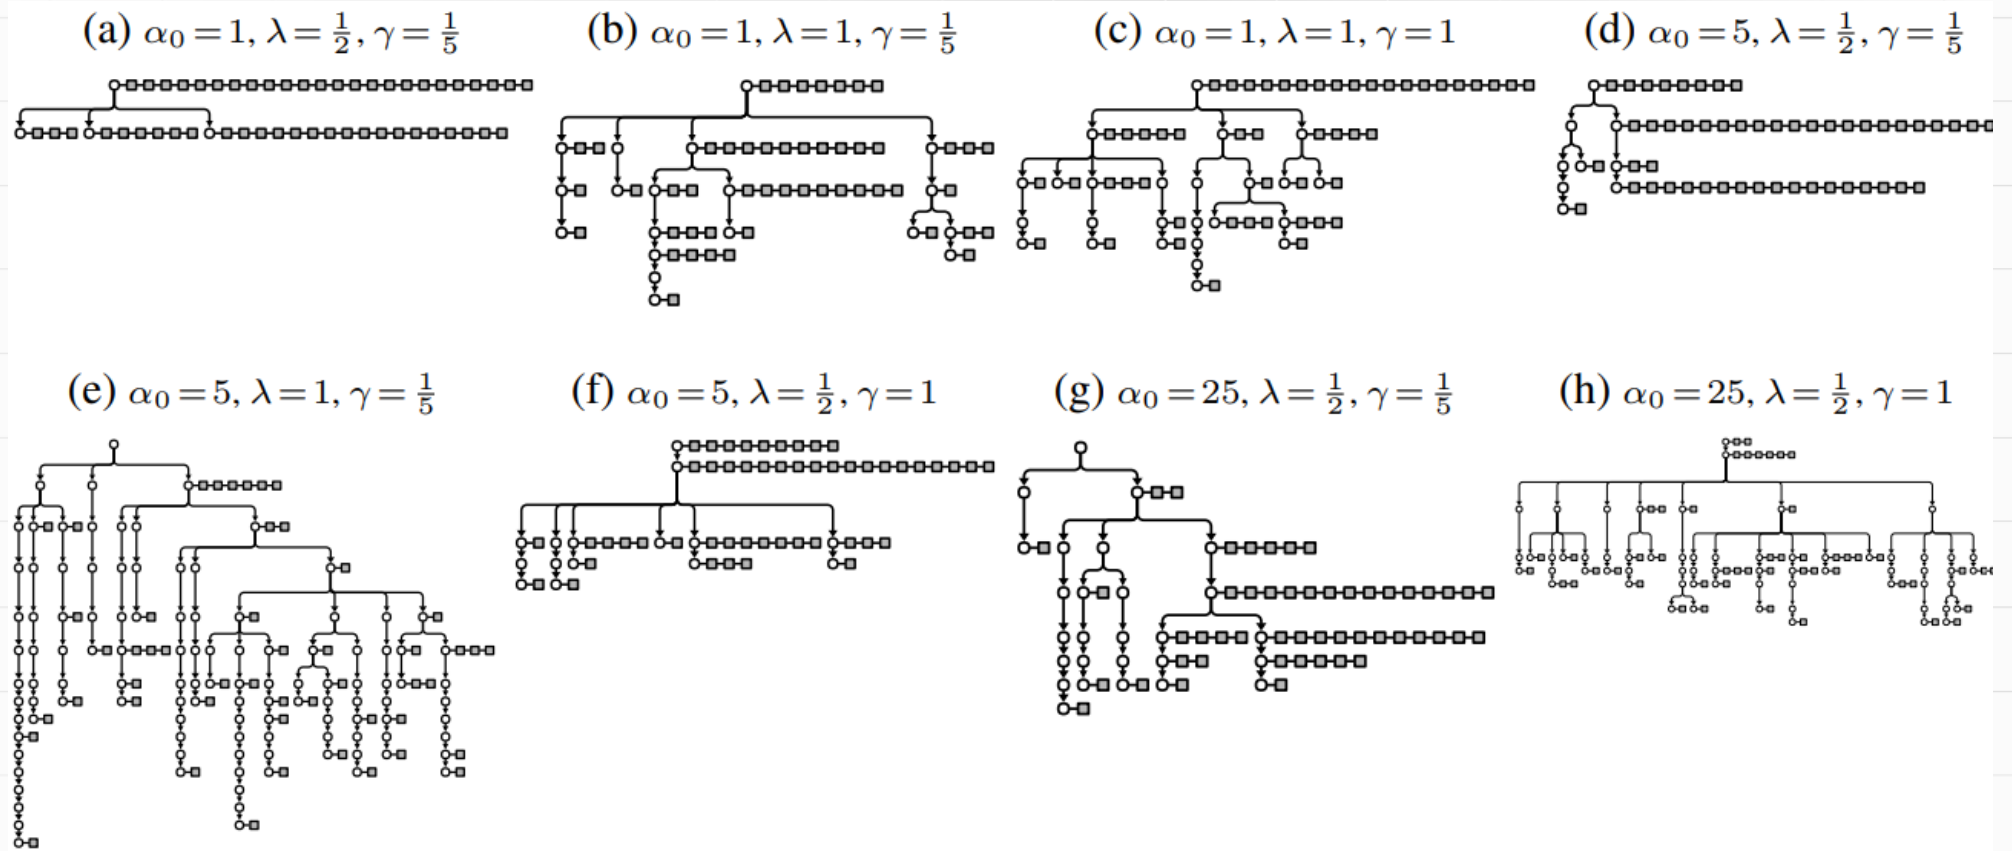 (a) α₀ = 1, λ = 1/2, γ = 1/5
(b) α₀ = 1, λ = 1, γ = 1/5
(c) α₀ = 1, λ = 1, γ = 1
(d) α₀ = 5, λ = 1/2, γ = 1/5
(e) α₀ = 5, λ = 1, γ = 1/5
(f) α₀ = 5, λ = 1/2, γ = 1
(g) α₀ = 25, λ = 1/2, γ = 1/5
(h) α₀ = 25, λ = 1/2, γ = 1